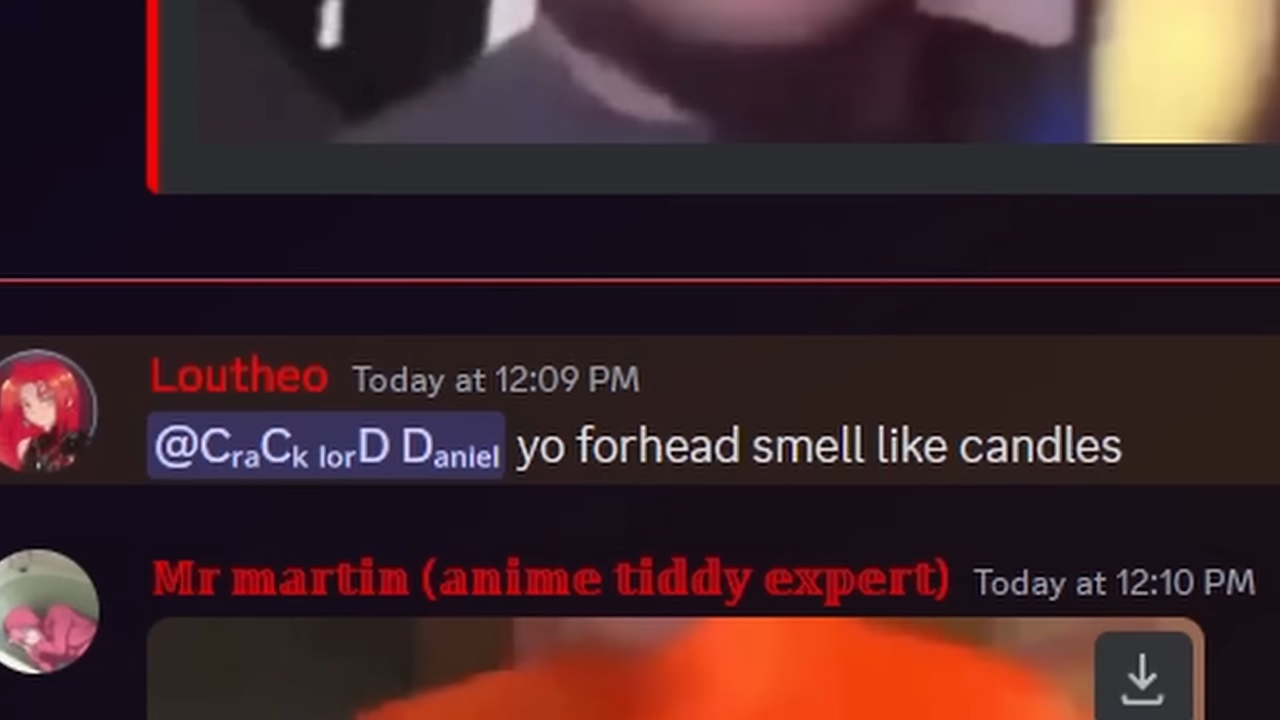 Loutheo Today at 12:09 PM
@CraCk lorD Daniel yo forhead smell like candles
Mr martin (anime tiddy expert) Today at 12:10 PM